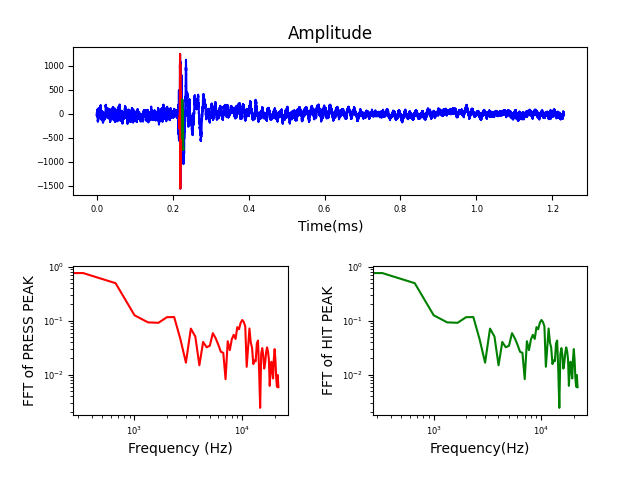 Amplitude
1000
500
0
−500
−1000
−1500
0.0 0.2 0.4 0.6 0.8 1.0 1.2
Time(ms)
FFT of PRESS PEAK
10⁰
10⁻¹
10⁻²
10³ 10⁴
Frequency (Hz)
FFT of HIT PEAK
10⁰
10⁻¹
10⁻²
10³ 10⁴
Frequency(Hz)